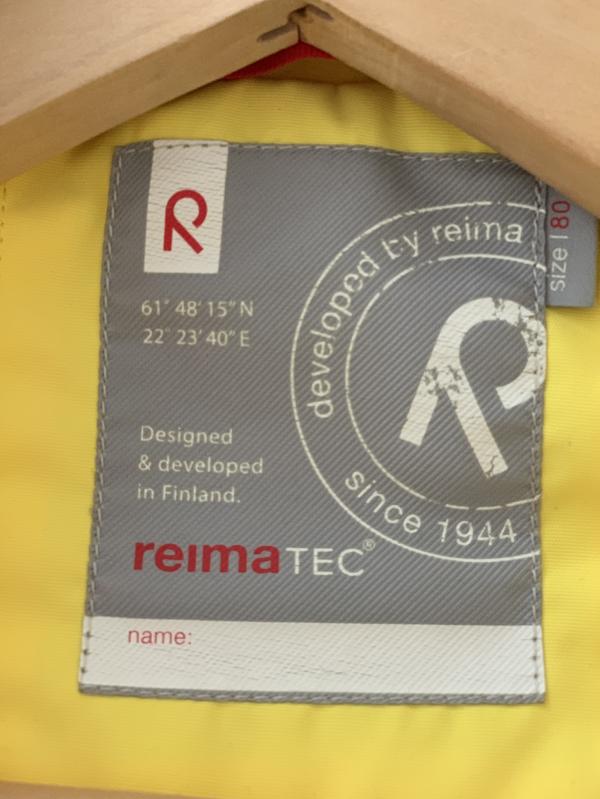 R
61° 48' 15" N
22° 23' 40" E
developed by reima
R
since 1944
size | 80
Designed
& developed
in Finland.
reimaTEC®
name: